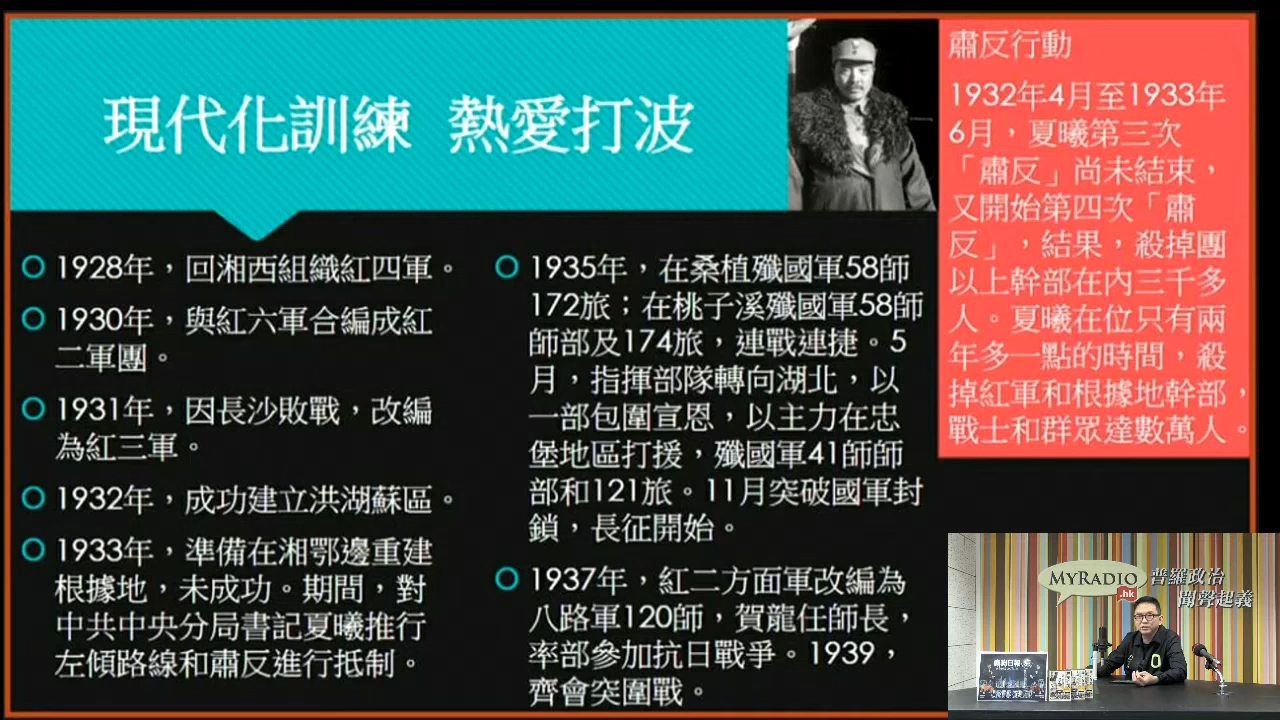 現代化訓練 熱愛打波
1928年，回湘西組織紅四軍。
1930年，與紅六軍合編成紅
二軍團。
1931年，因長沙敗戰，改編
為紅三軍。
1932年，成功建立洪湖蘇區。
1933年，準備在湘鄂邊重建
根據地，未成功。期間，對
中共中央分局書記夏曦推行
左傾路線和肅反進行抵制。
1935年，在桑植殲國軍58師
172旅；在桃子溪殲國軍58師
師部及174旅，連戰連捷。5
月，指揮部隊轉向湖北，以
一部包圍宣恩，以主力在忠
堡地區打援，殲國軍41師師
部和121旅。11月突破國軍封
鎖，長征開始。
1937年，紅二方面軍改編為
八路軍120師，賀龍任師長，
率部參加抗日戰爭。1939，
齊會突圍戰。
肅反行動
1932年4月至1933年
6月，夏曦第三次
「肅反」尚未結束，
又開始第四次「肅
反」，結果，殺掉團
以上幹部在內三千多
人。夏曦在位只有兩
年多一點的時間，殺
掉紅軍和根據地幹部，
戰士和群眾達數萬人。
MYRADIO
.hk
普羅政治
聞聲起義